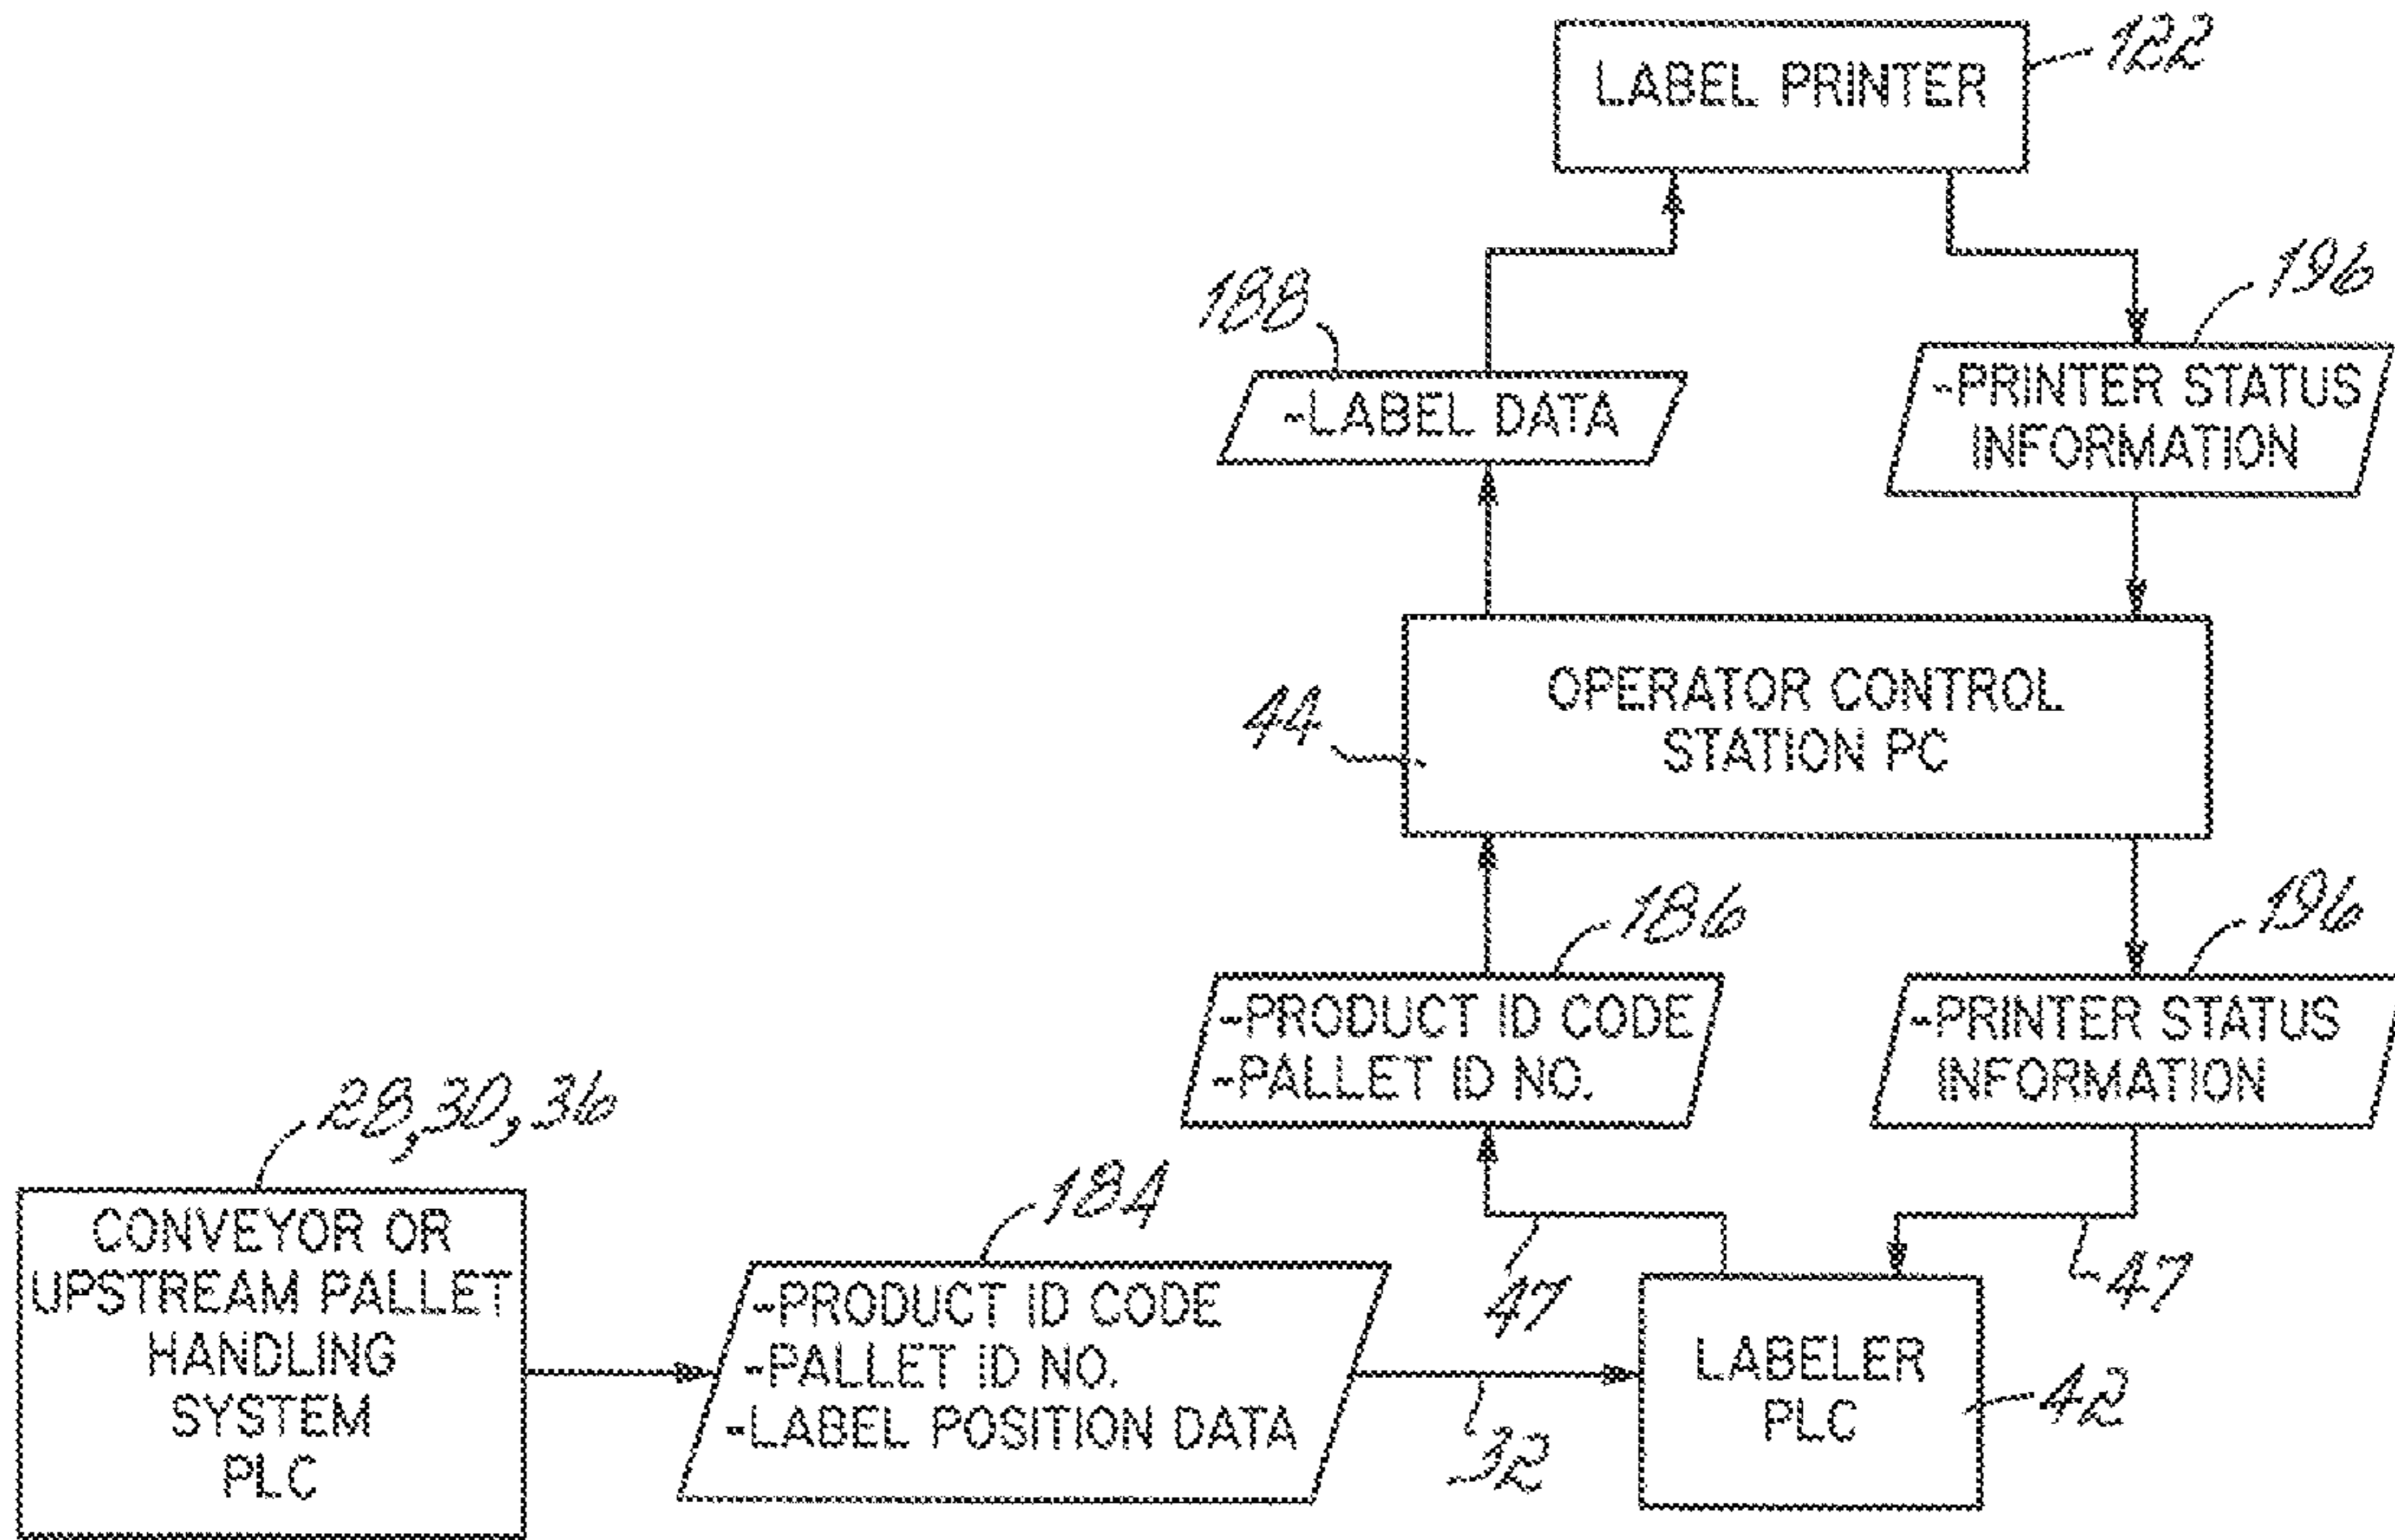 LABEL PRINTER
122
188
196
-LABEL DATA
-PRINTER STATUS
INFORMATION
44
OPERATOR CONTROL
STATION PC
186
196
-PRODUCT ID CODE
-PALLET ID NO.
-PRINTER STATUS
INFORMATION
28,30,36
CONVEYOR OR
UPSTREAM PALLET
HANDLING
SYSTEM
PLC
184
-PRODUCT ID CODE
-PALLET ID NO.
-LABEL POSITION DATA
32
47
47
LABELER
PLC
42